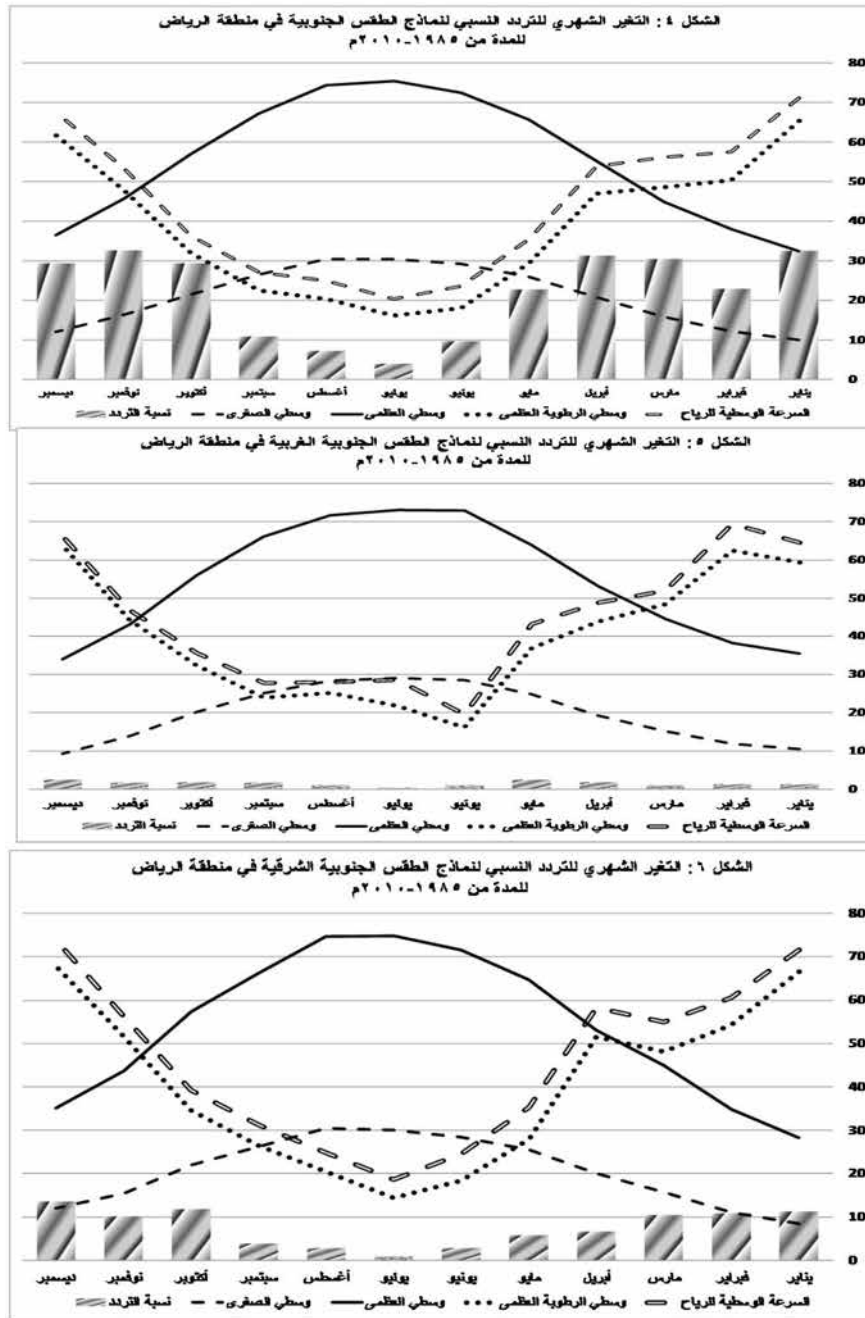 الشكل ٤: التغير الشهري للتردد النسبي لنماذج الطقس الجنوبية في منطقة الرياض
للمدة من ١٩٨٥-٢٠١٠م
80
70
60
50
40
30
20
10
0
يناير فبراير مارس أبريل مايو يونيو يوليو أغسطس سبتمبر أكتوبر نوفمبر ديسمبر
السرعة الوسطية للرياح وسطي الرطوبة العظمى وسطي العظمى وسطي الصغرى نسبة التردد
الشكل ٥: التغير الشهري للتردد النسبي لنماذج الطقس الجنوبية الغربية في منطقة الرياض
للمدة من ١٩٨٥-٢٠١٠م
80
70
60
50
40
30
20
10
0
يناير فبراير مارس أبريل مايو يونيو يوليو أغسطس سبتمبر أكتوبر نوفمبر ديسمبر
السرعة الوسطية للرياح وسطي الرطوبة العظمى وسطي العظمى وسطي الصغرى نسبة التردد
الشكل ٦: التغير الشهري للتردد النسبي لنماذج الطقس الجنوبية الشرقية في منطقة الرياض
للمدة من ١٩٨٥-٢٠١٠م
80
70
60
50
40
30
20
10
0
يناير فبراير مارس أبريل مايو يونيو يوليو أغسطس سبتمبر أكتوبر نوفمبر ديسمبر
السرعة الوسطية للرياح وسطي الرطوبة العظمى وسطي العظمى وسطي الصغرى نسبة التردد